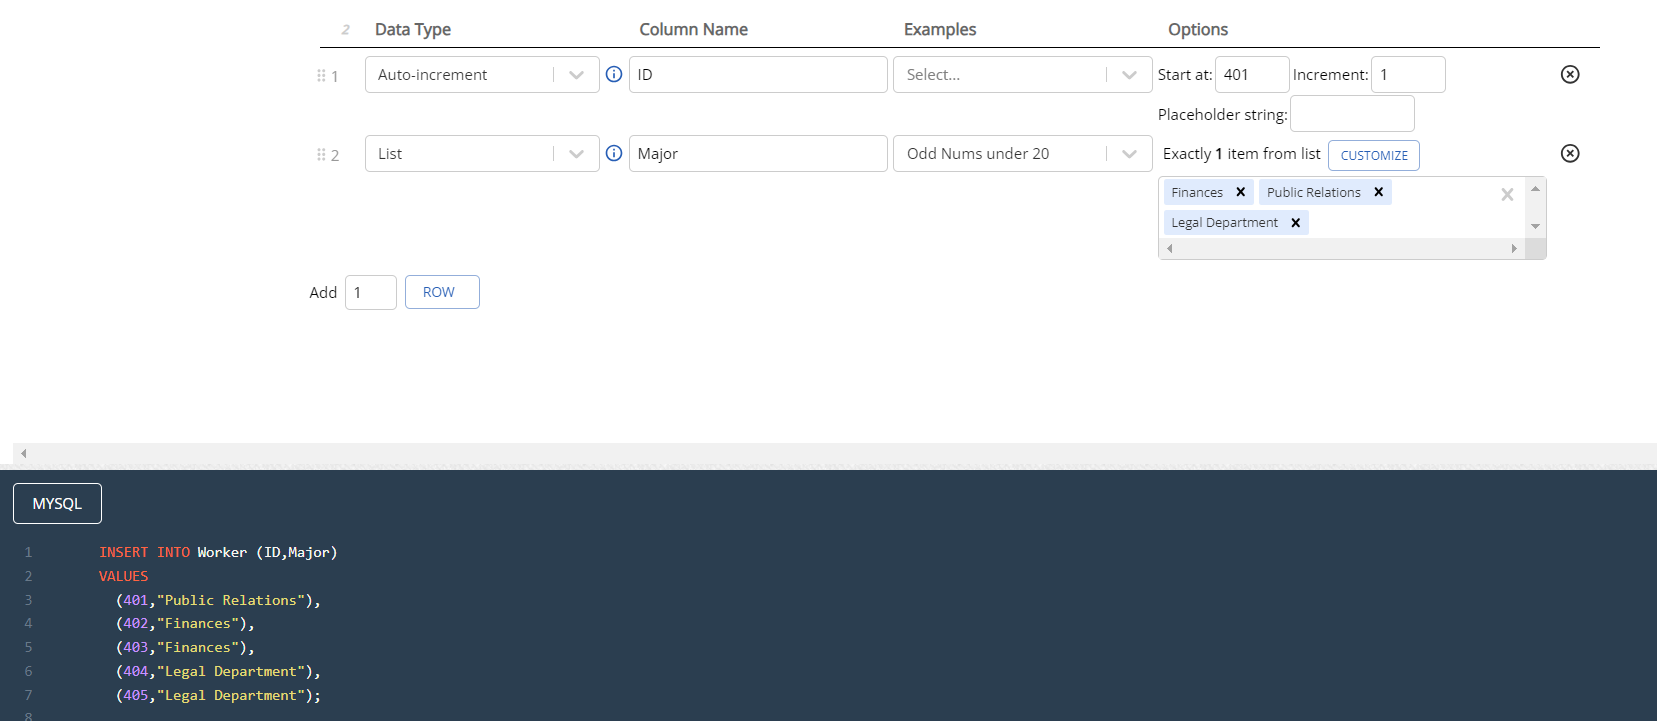 2 Data Type Column Name Examples Options
1 Auto-increment ID Select... Start at: 401 Increment: 1
Placeholder string:
2 List Major Odd Nums under 20 Exactly 1 item from list CUSTOMIZE
Finances Public Relations
Legal Department
Add 1 ROW
MYSQL
1 INSERT INTO Worker (ID,Major)
2 VALUES
3 (401,"Public Relations"),
4 (402,"Finances"),
5 (403,"Finances"),
6 (404,"Legal Department"),
7 (405,"Legal Department");
8